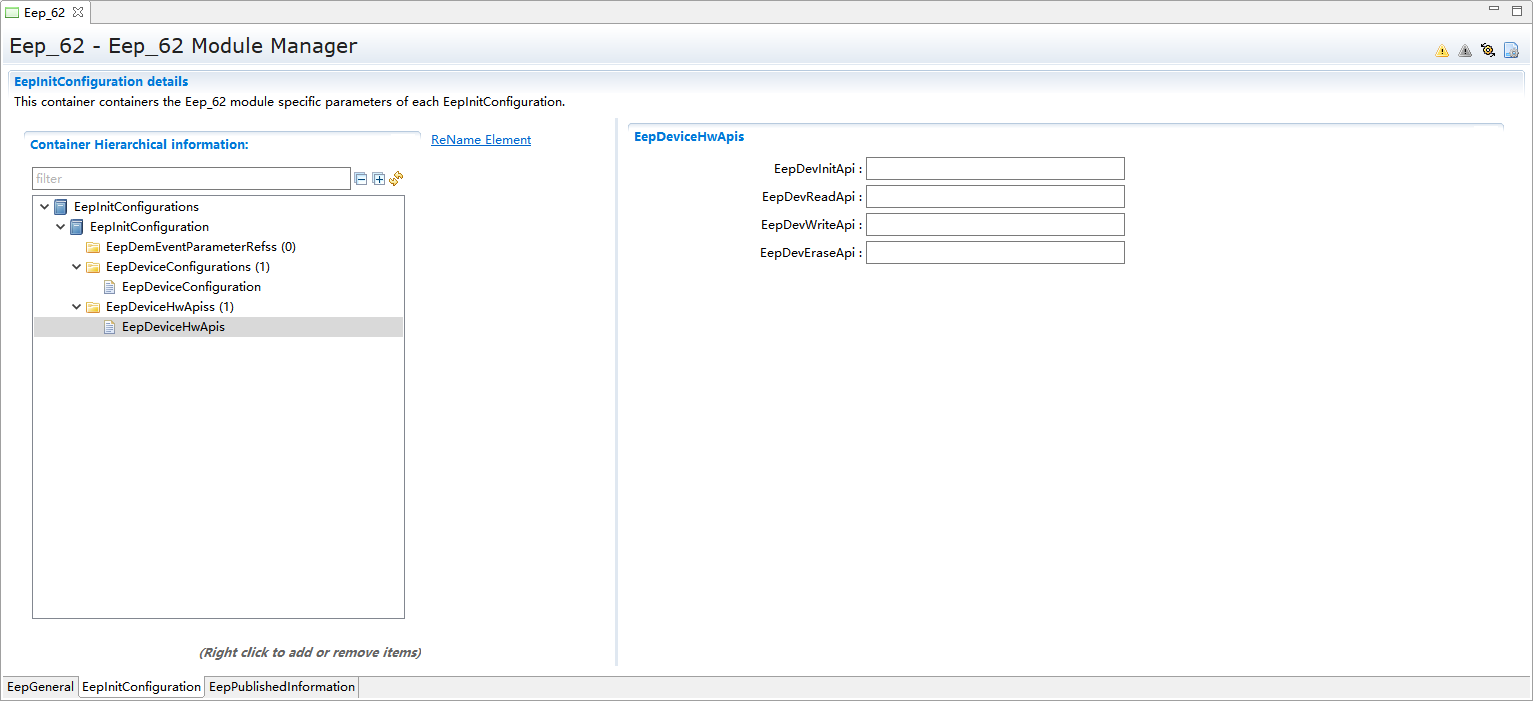 Eep_62
Eep_62 - Eep_62 Module Manager
EepInitConfiguration details
This container containers the Eep_62 module specific parameters of each EepInitConfiguration.
Container Hierarchical information:
ReName Element
filter
EepInitConfigurations
EepInitConfiguration
EepDemEventParameterRefss (0)
EepDeviceConfigurations (1)
EepDeviceConfiguration
EepDeviceHwApiss (1)
EepDeviceHwApis
(Right click to add or remove items)
EepDeviceHwApis
EepDevInitApi :
EepDevReadApi :
EepDevWriteApi :
EepDevEraseApi :
EepGeneral EepInitConfiguration EepPublishedInformation